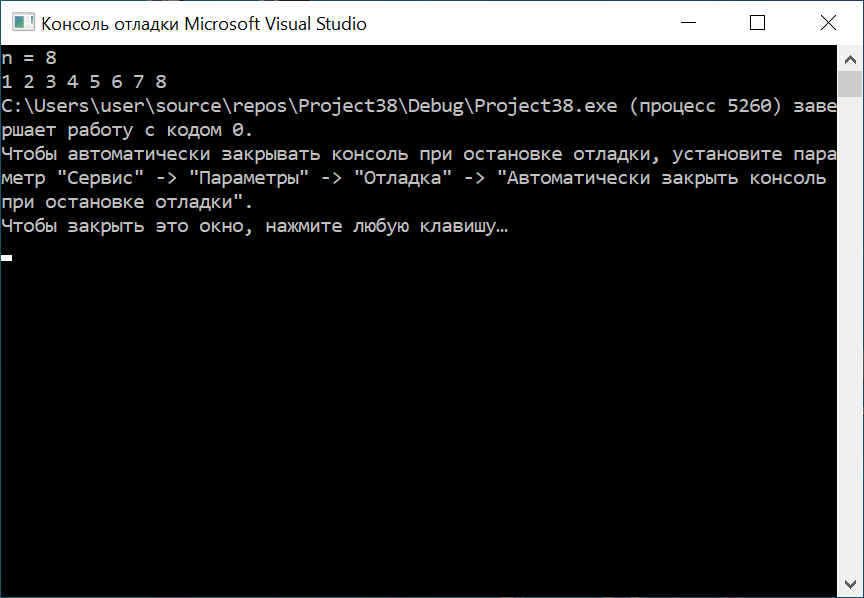 Консоль отладки Microsoft Visual Studio
n = 8
1 2 3 4 5 6 7 8
C:\Users\user\source\repos\Project38\Debug\Project38.exe (процесс 5260) заве
ршает работу с кодом 0.
Чтобы автоматически закрывать консоль при остановке отладки, установите пара
метр "Сервис" -> "Параметры" -> "Отладка" -> "Автоматически закрыть консоль
при остановке отладки".
Чтобы закрыть это окно, нажмите любую клавишу…